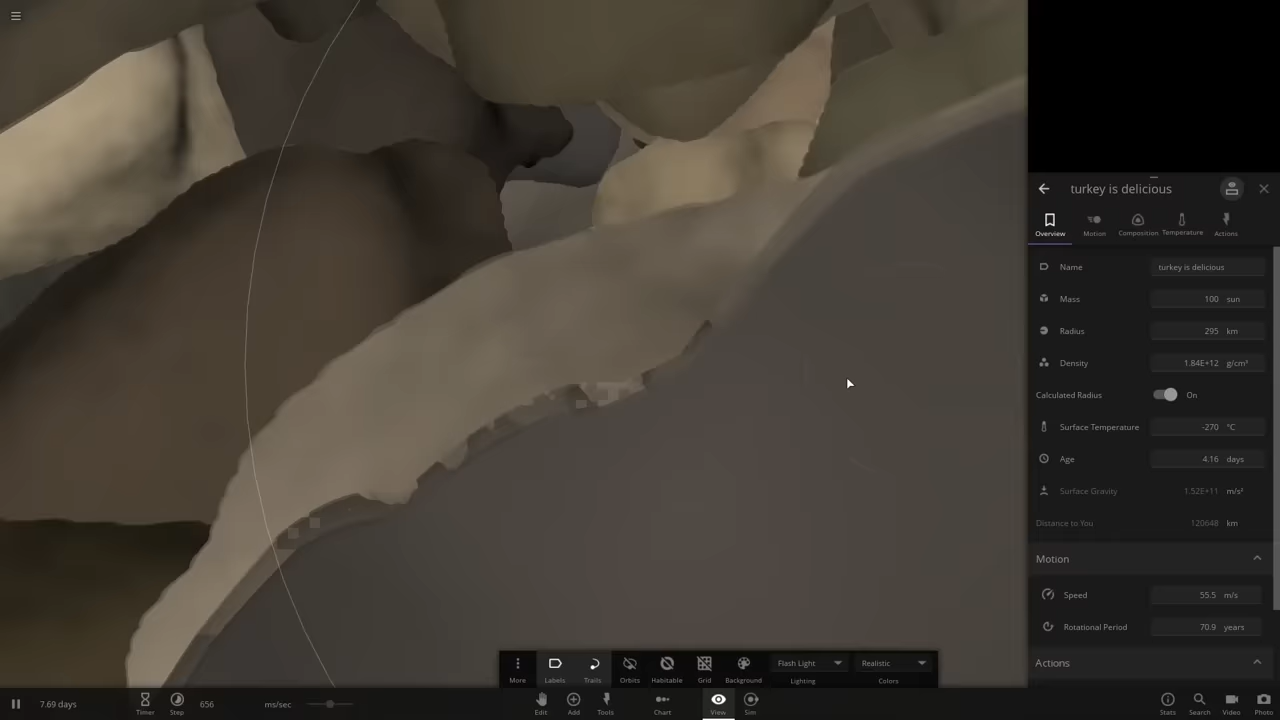 turkey is delicious
Overview
Motion
Composition
Temperature
Actions
Name
turkey is delicious
Mass
100 sun
Radius
295 km
Density
1.84E+12 g/cm³
Calculated Radius
On
Surface Temperature
-270 °C
Age
4.16 days
Surface Gravity
1.52E+11 m/s²
Distance to You
120648 km
Motion
Speed
55.5 m/s
Rotational Period
70.9 years
Actions
More
Labels
Trails
Orbits
Habitable
Grid
Background
Flash Light
Lighting
Realistic
Colors
7.69 days
Timer
Step
656
ms/sec
Edit
Add
Tools
Chart
View
Sim
Stats
Search
Video
Photo